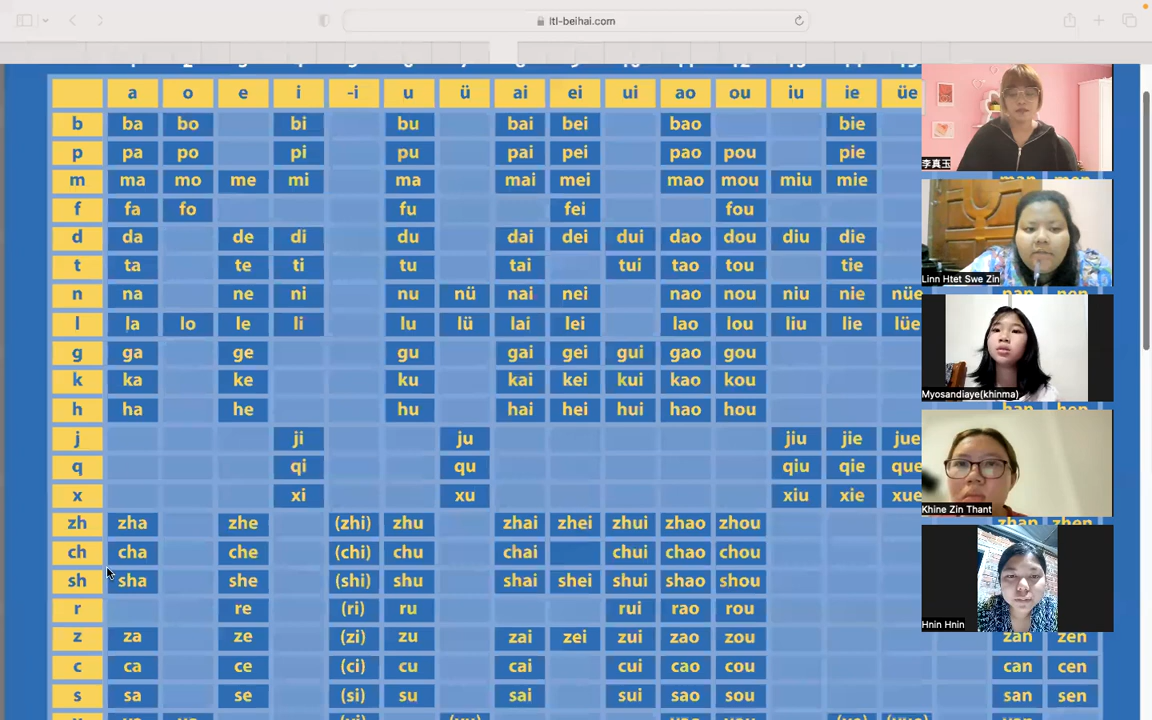 ltl-beihai.com
a o e i -i u ü ai ei ui ao ou iu ie üe
b ba bo bi bu bai bei bao bie
p pa po pi pu pai pei pao pou pie
m ma mo me mi ma mai mei mao mou miu mie
f fa fo fu fei fou
d da de di du dai dei dui dao dou diu die
t ta te ti tu tai tui tao tou tie
n na ne ni nu nü nai nei nao nou niu nie nüe
l la lo le li lu lü lai lei lao lou liu lie lüe
g ga ge gu gai gei gui gao gou
k ka ke ku kai kei kui kao kou
h ha he hu hai hei hui hao hou
j ji ju jiu jie jue
q qi qu qiu qie que
x xi xu xiu xie xue
zh zha zhe (zhi) zhu zhai zhei zhui zhao zhou
ch cha che (chi) chu chai chui chao chou
sh sha she (shi) shu shai shei shui shao shou
r re (ri) ru rui rao rou
z za ze (zi) zu zai zei zui zao zou zan zen
c ca ce (ci) cu cai cui cao cou can cen
s sa se (si) su sai sui sao sou san sen
李真玉
Linn Htet Swe Zin
Myosandiaye(khinma)
Khine Zin Thant
Hnin Hnin